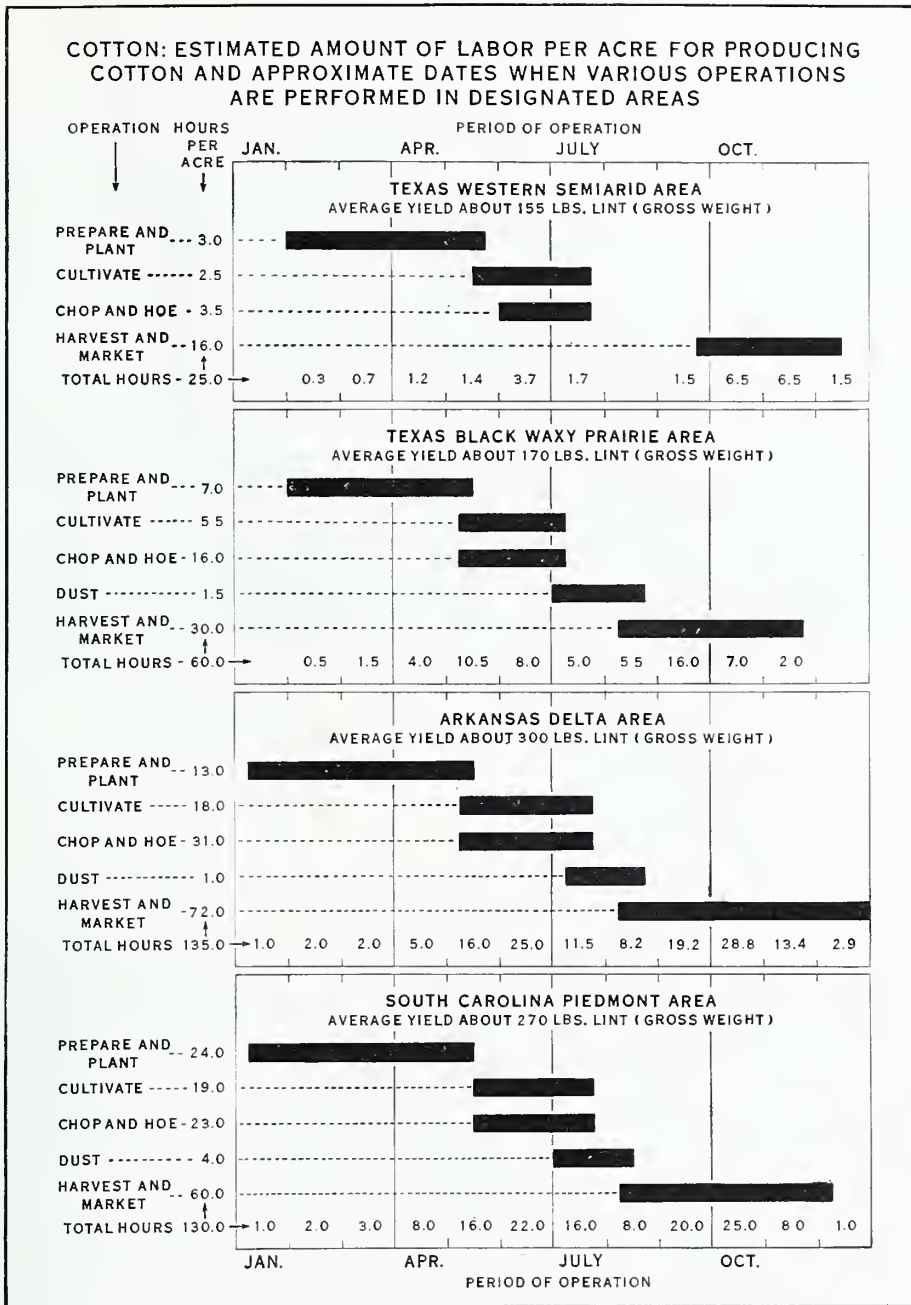 COTTON: ESTIMATED AMOUNT OF LABOR PER ACRE FOR PRODUCING
COTTON AND APPROXIMATE DATES WHEN VARIOUS OPERATIONS
ARE PERFORMED IN DESIGNATED AREAS
OPERATION HOURS PER ACRE PERIOD OF OPERATION
JAN. APR. JULY OCT.
TEXAS WESTERN SEMIARID AREA
AVERAGE YIELD ABOUT 155 LBS. LINT (GROSS WEIGHT)
PREPARE AND PLANT --- 3.0
CULTIVATE ------ 2.5
CHOP AND HOE - 3.5
HARVEST AND MARKET -- 16.0
TOTAL HOURS - 25.0 → 0.3 0.7 1.2 1.4 3.7 1.7 1.5 6.5 6.5 1.5
TEXAS BLACK WAXY PRAIRIE AREA
AVERAGE YIELD ABOUT 170 LBS. LINT (GROSS WEIGHT)
PREPARE AND PLANT --- 7.0
CULTIVATE ------ 5 5
CHOP AND HOE - 16.0
DUST ----------- 1.5
HARVEST AND MARKET -- 30.0
TOTAL HOURS - 60.0 → 0.5 1.5 4.0 10.5 8.0 5.0 5 5 16.0 7.0 2 0
ARKANSAS DELTA AREA
AVERAGE YIELD ABOUT 300 LBS. LINT (GROSS WEIGHT)
PREPARE AND PLANT -- 13.0
CULTIVATE ----- 18.0
CHOP AND HOE - 31.0
DUST ----------- 1.0
HARVEST AND MARKET - 72.0
TOTAL HOURS 135.0 → 1.0 2.0 2.0 5.0 16.0 25.0 11.5 8.2 19.2 28.8 13.4 2.9
SOUTH CAROLINA PIEDMONT AREA
AVERAGE YIELD ABOUT 270 LBS. LINT (GROSS WEIGHT)
PREPARE AND PLANT -- 24.0
CULTIVATE ----- 19.0
CHOP AND HOE - 23.0
DUST ---------- 4.0
HARVEST AND MARKET -- 60.0
TOTAL HOURS 130.0 → 1.0 2.0 3.0 8.0 16.0 22.0 16.0 8.0 20.0 25.0 8 0 1.0
JAN. APR. JULY OCT.
PERIOD OF OPERATION